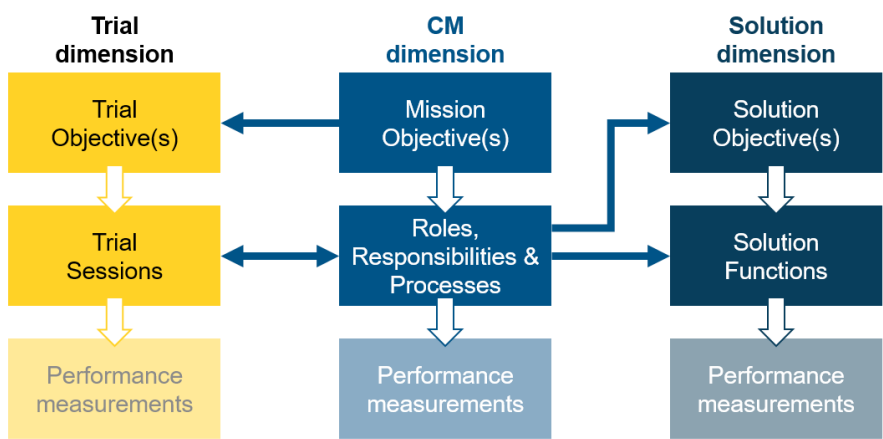 Trial
dimension
CM
dimension
Solution
dimension
Trial
Objective(s)
Mission
Objective(s)
Solution
Objective(s)
Trial
Sessions
Roles,
Responsibilities &
Processes
Solution
Functions
Performance
measurements
Performance
measurements
Performance
measurements